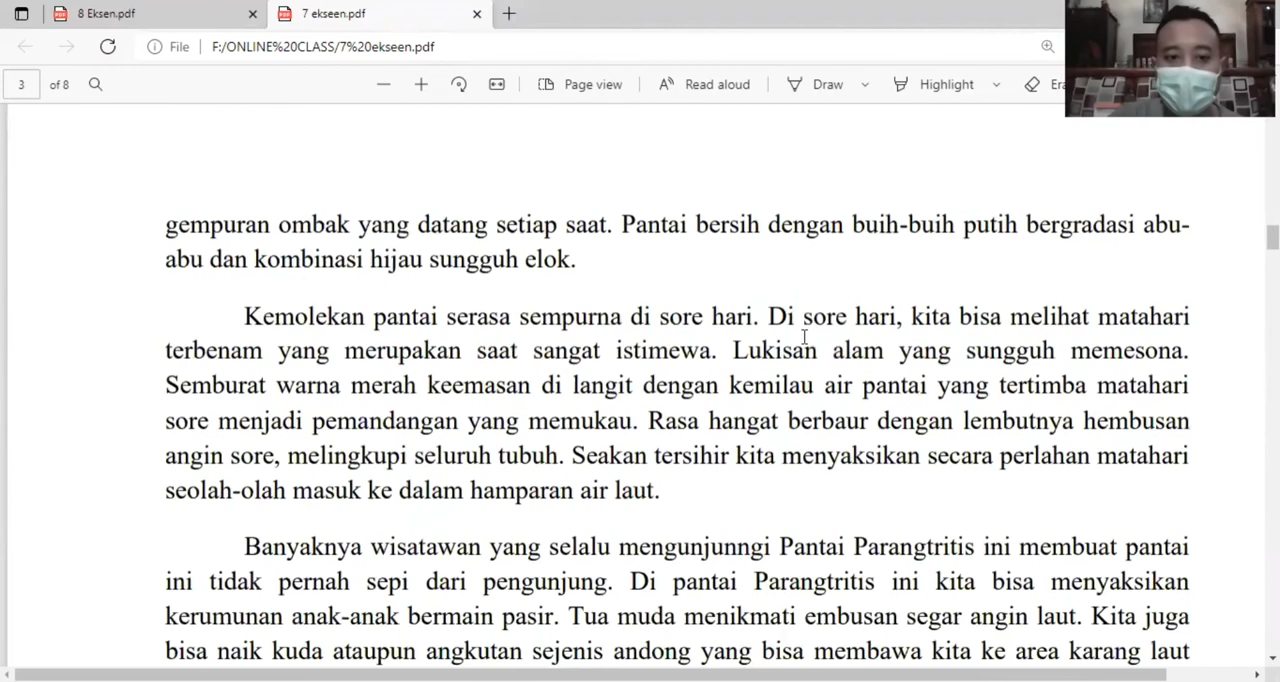 8 Eksen.pdf
7 ekseen.pdf
File F:/ONLINE%20CLASS/7%20ekseen.pdf
3 of 8 Page view Read aloud Draw Highlight Era
gempuran ombak yang datang setiap saat. Pantai bersih dengan buih-buih putih bergradasi abu-
abu dan kombinasi hijau sungguh elok.
Kemolekan pantai serasa sempurna di sore hari. Di sore hari, kita bisa melihat matahari
terbenam yang merupakan saat sangat istimewa. Lukisan alam yang sungguh memesona.
Semburat warna merah keemasan di langit dengan kemilau air pantai yang tertimba matahari
sore menjadi pemandangan yang memukau. Rasa hangat berbaur dengan lembutnya hembusan
angin sore, melingkupi seluruh tubuh. Seakan tersihir kita menyaksikan secara perlahan matahari
seolah-olah masuk ke dalam hamparan air laut.
Banyaknya wisatawan yang selalu mengunjunngi Pantai Parangtritis ini membuat pantai
ini tidak pernah sepi dari pengunjung. Di pantai Parangtritis ini kita bisa menyaksikan
kerumunan anak-anak bermain pasir. Tua muda menikmati embusan segar angin laut. Kita juga
bisa naik kuda ataupun angkutan sejenis andong yang bisa membawa kita ke area karang laut